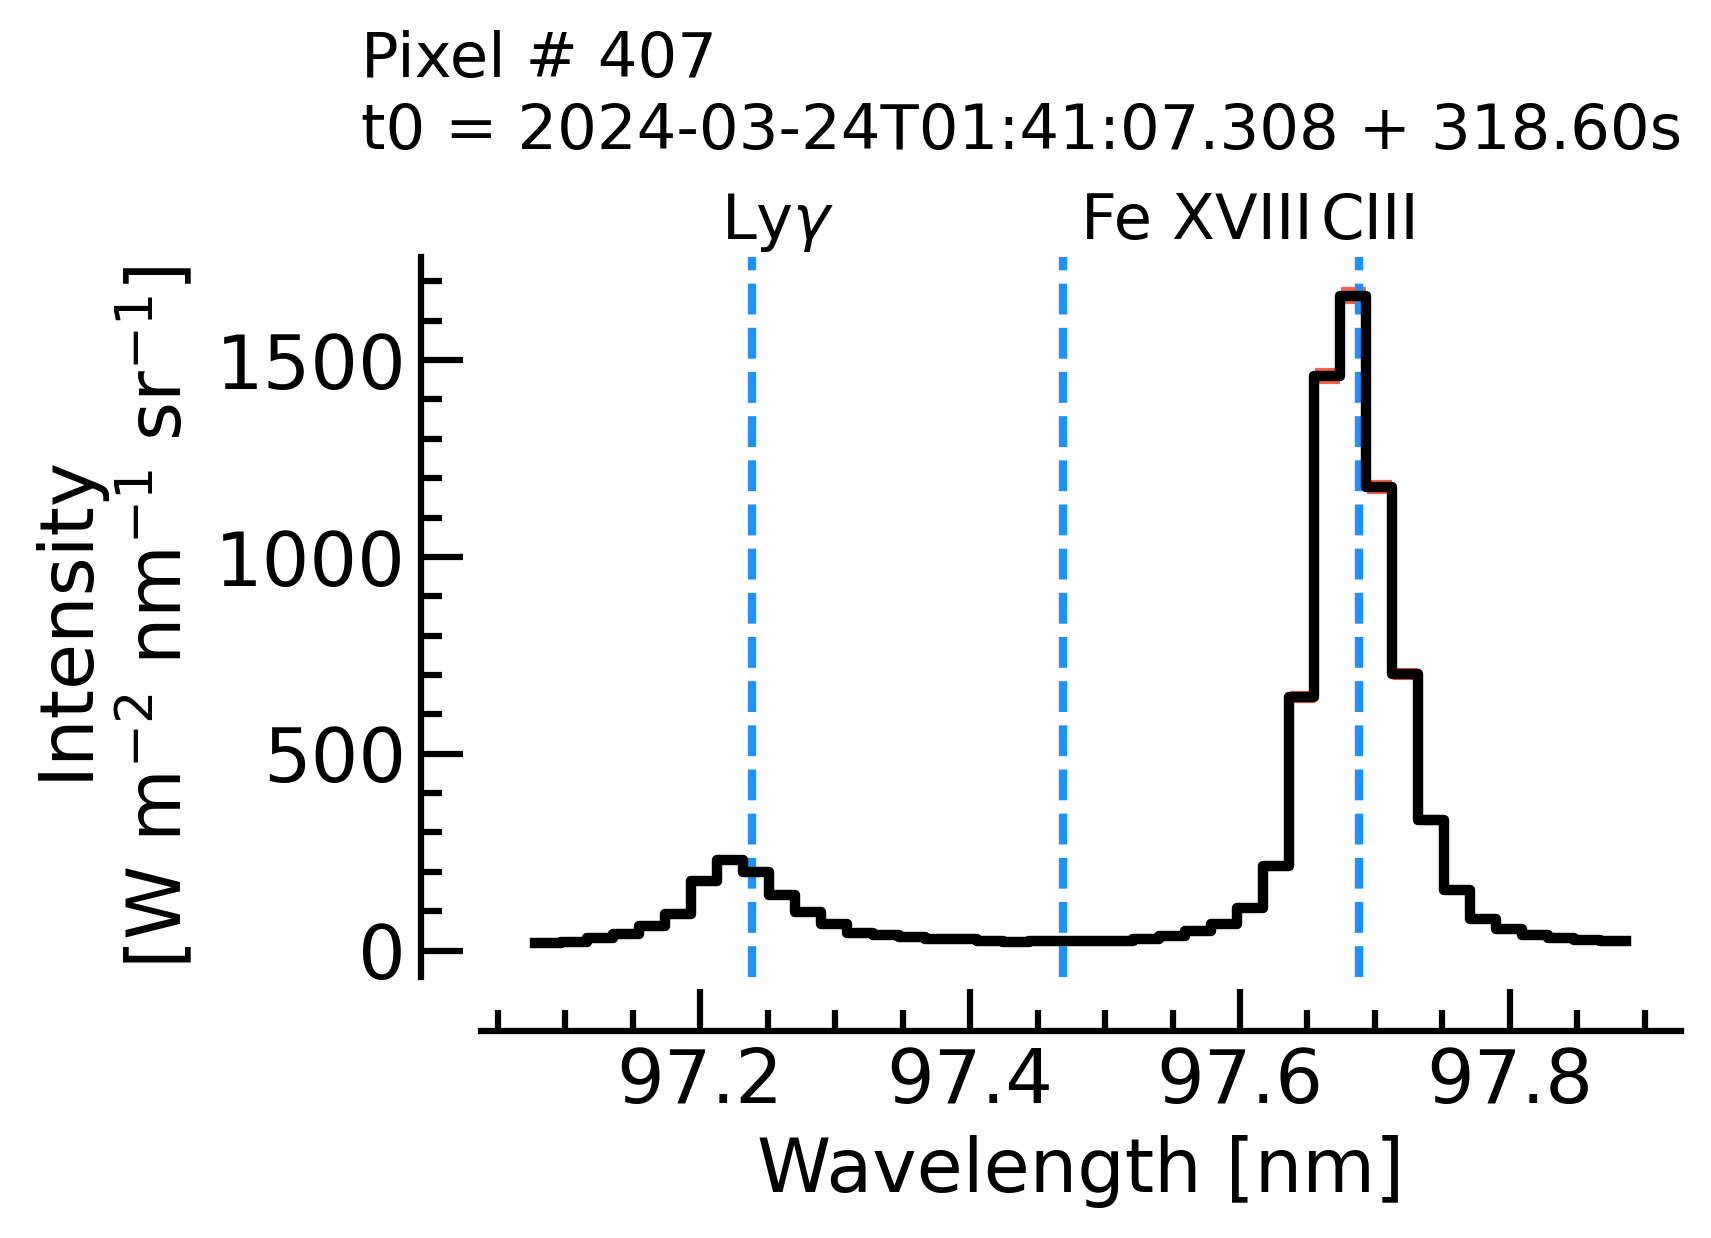 Pixel # 407
t0 = 2024-03-24T01:41:07.308 + 318.60s
Lyγ Fe XVIII CIII
Intensity
[W m⁻² nm⁻¹ sr⁻¹]
1500
1000
500
0
97.2 97.4 97.6 97.8
Wavelength [nm]